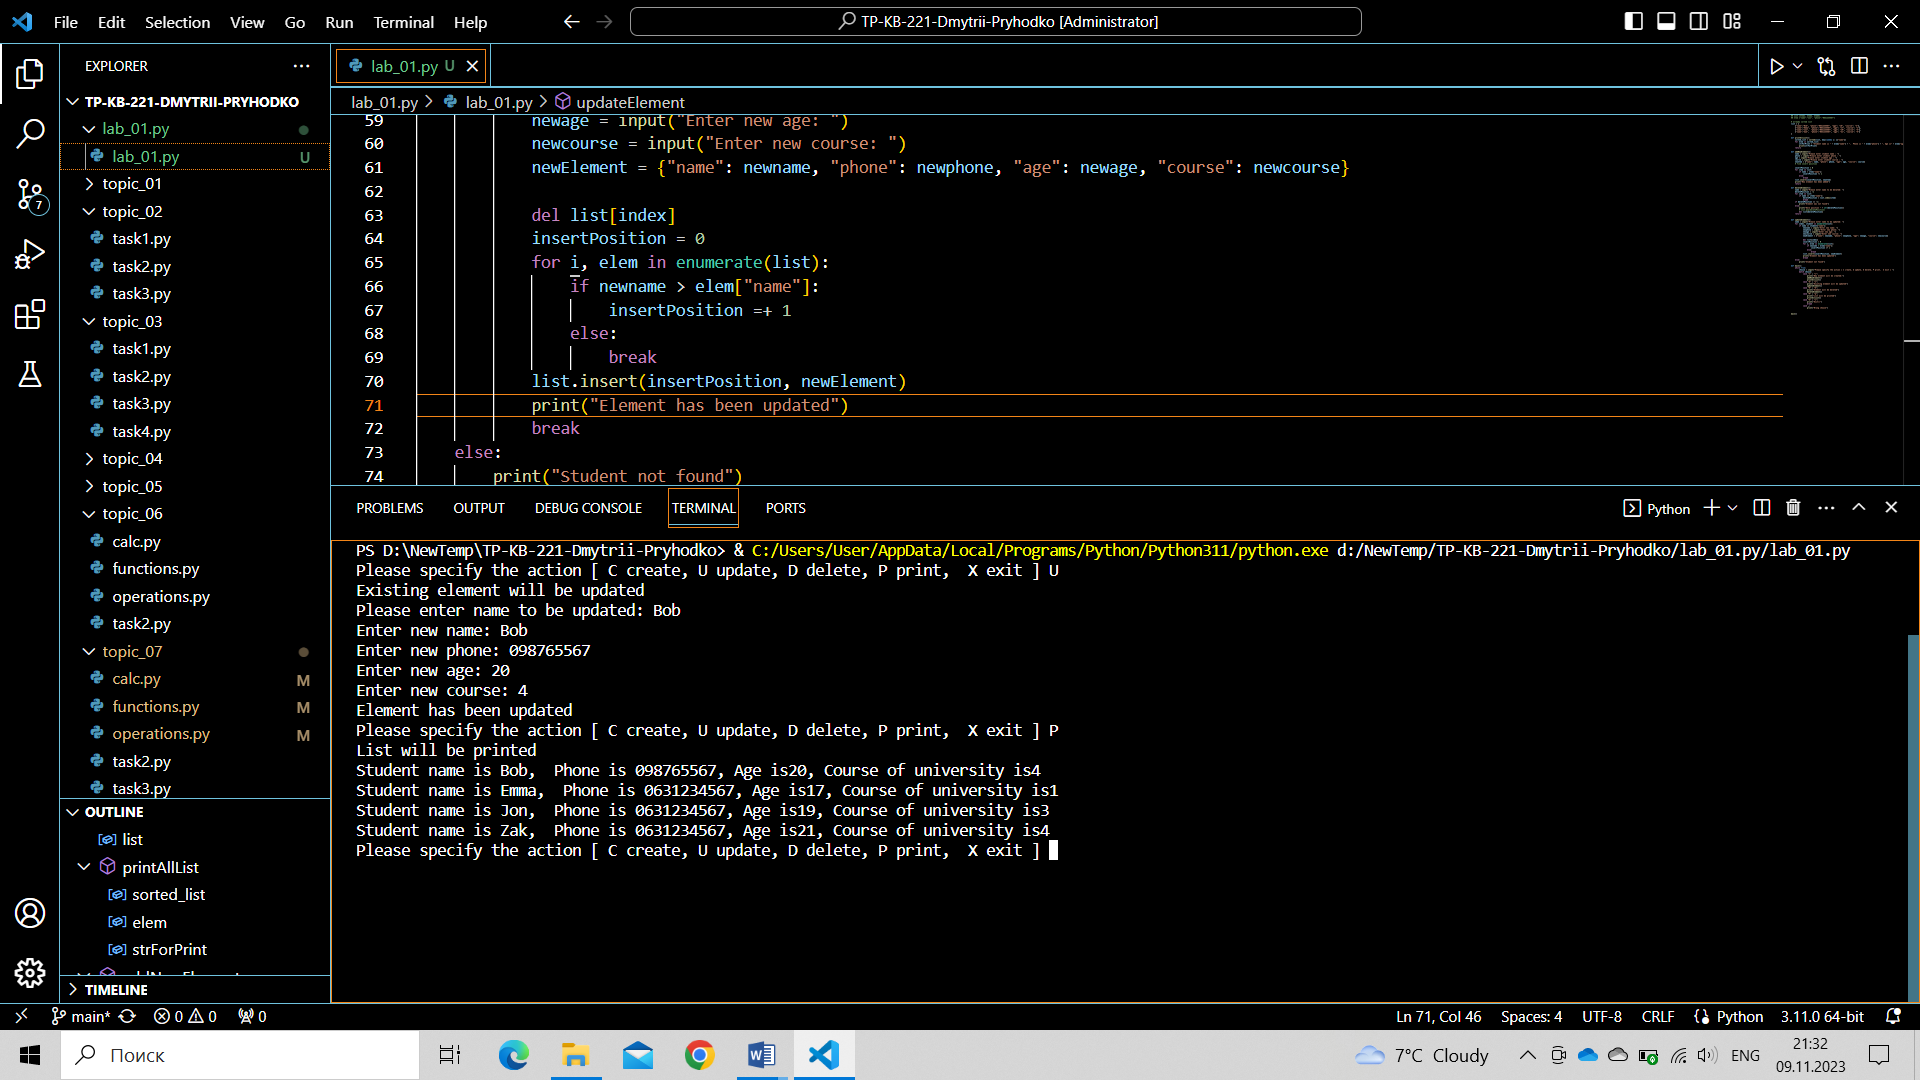 File Edit Selection View Go Run Terminal Help
TP-KB-221-Dmytrii-Pryhodko [Administrator]
EXPLORER
TP-KB-221-DMYTRII-PRYHODKO
lab_01.py
lab_01.py U
topic_01
topic_02
task1.py
task2.py
task3.py
topic_03
task1.py
task2.py
task3.py
task4.py
topic_04
topic_05
topic_06
calc.py
functions.py
operations.py
task2.py
topic_07
calc.py M
functions.py M
operations.py M
task2.py
task3.py
OUTLINE
list
printAllList
sorted_list
elem
strForPrint
TIMELINE
7
lab_01.py U
lab_01.py > lab_01.py > updateElement
59 newage = input("Enter new age: ")
60 newcourse = input("Enter new course: ")
61 newElement = {"name": newname, "phone": newphone, "age": newage, "course": newcourse}
62
63 del list[index]
64 insertPosition = 0
65 for i, elem in enumerate(list):
66 if newname > elem["name"]:
67 insertPosition =+ 1
68 else:
69 break
70 list.insert(insertPosition, newElement)
71 print("Element has been updated")
72 break
73 else:
74 print("Student not found")
PROBLEMS OUTPUT DEBUG CONSOLE TERMINAL PORTS
Python
PS D:\NewTemp\TP-KB-221-Dmytrii-Pryhodko> & C:/Users/User/AppData/Local/Programs/Python/Python311/python.exe d:/NewTemp/TP-KB-221-Dmytrii-Pryhodko/lab_01.py/lab_01.py
Please specify the action [ C create, U update, D delete, P print,  X exit ] U
Existing element will be updated
Please enter name to be updated: Bob
Enter new name: Bob
Enter new phone: 098765567
Enter new age: 20
Enter new course: 4
Element has been updated
Please specify the action [ C create, U update, D delete, P print,  X exit ] P
List will be printed
Student name is Bob,  Phone is 098765567, Age is20, Course of university is4
Student name is Emma,  Phone is 0631234567, Age is17, Course of university is1
Student name is Jon,  Phone is 0631234567, Age is19, Course of university is3
Student name is Zak,  Phone is 0631234567, Age is21, Course of university is4
Please specify the action [ C create, U update, D delete, P print,  X exit ]
main* 0 0 0
Ln 71, Col 46 Spaces: 4 UTF-8 CRLF Python 3.11.0 64-bit
Поиск
7°C Cloudy
ENG
21:32
09.11.2023